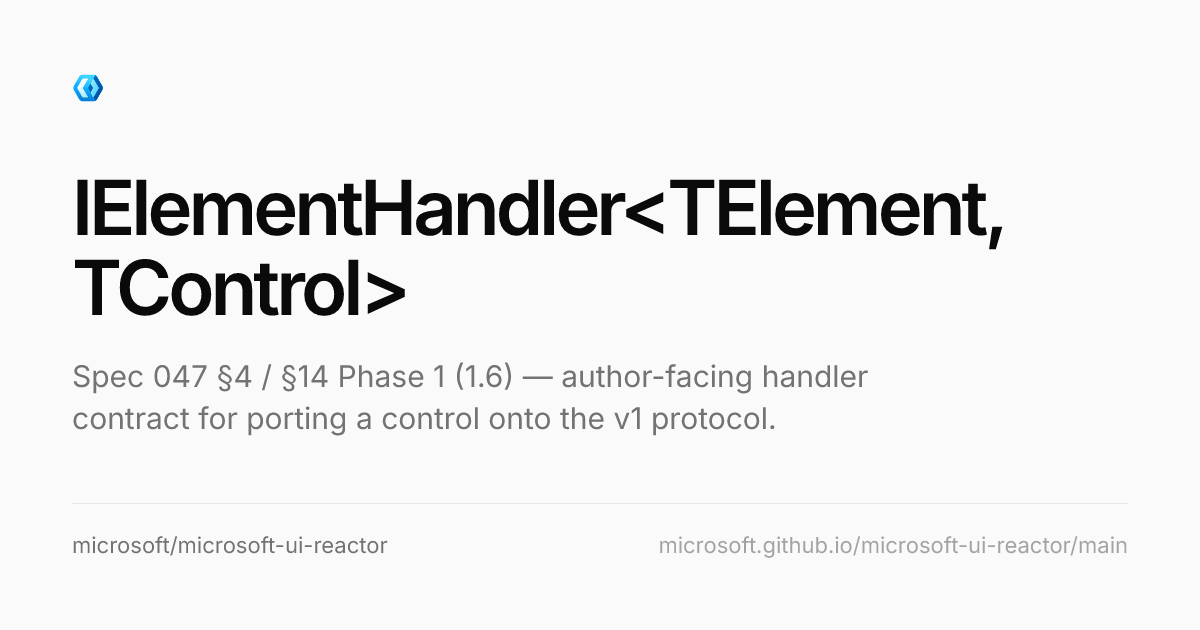 IElementHandler<TElement,
TControl>
Spec 047 §4 / §14 Phase 1 (1.6) — author-facing handler
contract for porting a control onto the v1 protocol.
microsoft/microsoft-ui-reactor
microsoft.github.io/microsoft-ui-reactor/main